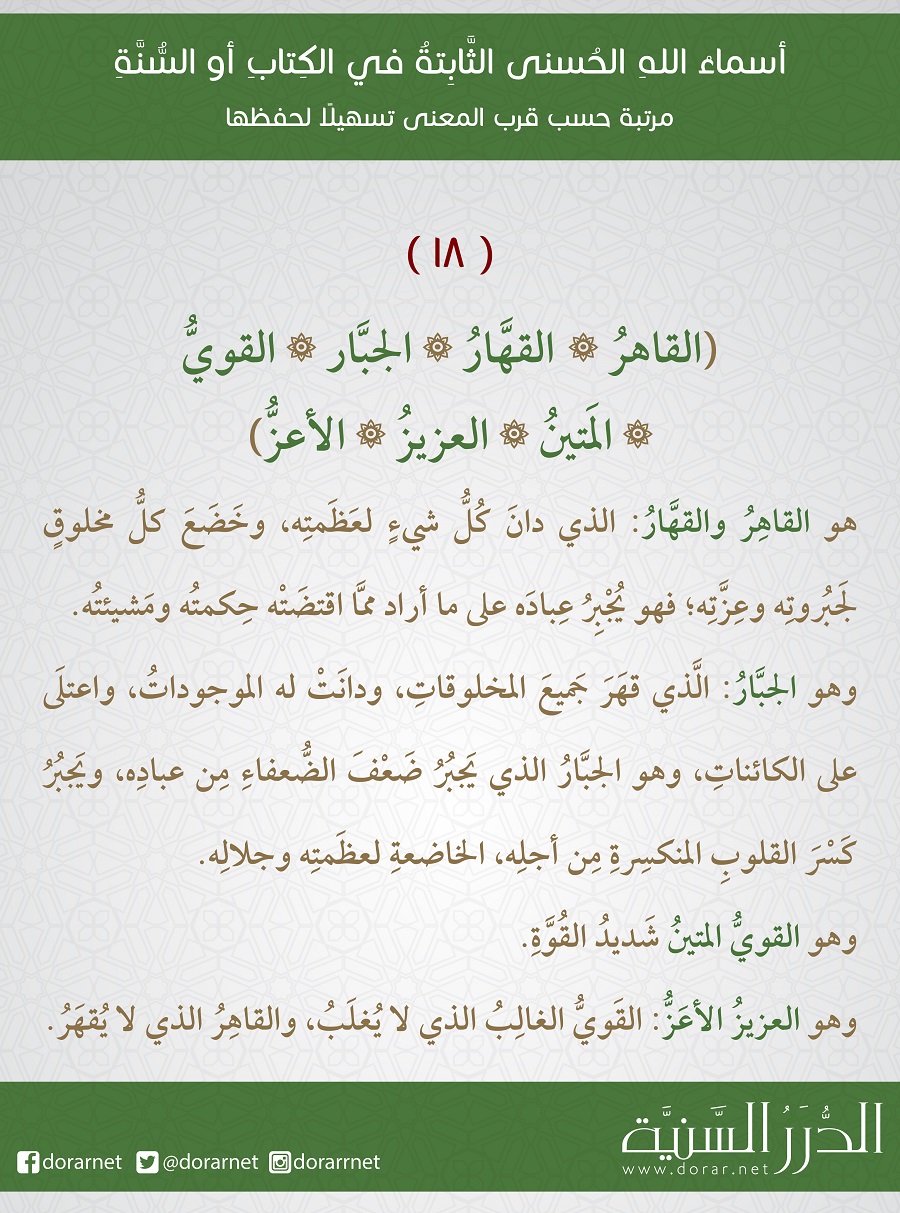 أسماءُ اللهِ الحُسنى الثَّابِتةُ في الكِتابِ أو السُّنَّةِ
مرتبة حسب قرب المعنى تسهيلًا لحفظها
( ١٨ )
(القاهرُ ۞ القهَّارُ ۞ الجبَّار ۞ القويُّ
۞ المَتينُ ۞ العزيزُ ۞ الأعزُّ)
هو القاهِرُ والقهَّارُ: الذي دانَ كُلُّ شيءٍ لعَظَمتِه، وخَضَعَ كلُّ مخلوقٍ
لجَبُروتِه وعِزَّتِه؛ فهو يُجْبِرُ عِبادَه على ما أراد ممَّا اقتضَتْه حِكمتُه ومَشيئتُه.
وهو الجبَّارُ: الَّذي قهَرَ جَميعَ المخلوقاتِ، ودانَتْ له الموجوداتُ، واعتلَى
على الكائناتِ، وهو الجبَّارُ الذي يَجبُرُ ضَعْفَ الضُّعفاءِ مِن عبادِه، ويَجبُرُ
كَسْرَ القلوبِ المنكسِرةِ مِن أجلِه، الخاضعةِ لعظَمتِه وجلالِه.
وهو القويُّ المتينُ شَديدُ القُوَّةِ.
وهو العزيزُ الأعَزُّ: القَويُّ الغالِبُ الذي لا يُغلَبُ، والقاهِرُ الذي لا يُقهَرُ.
الدُّرَرُ السَّنيَّة
www.dorar.net
dorarnet @dorarnet dorarrnet